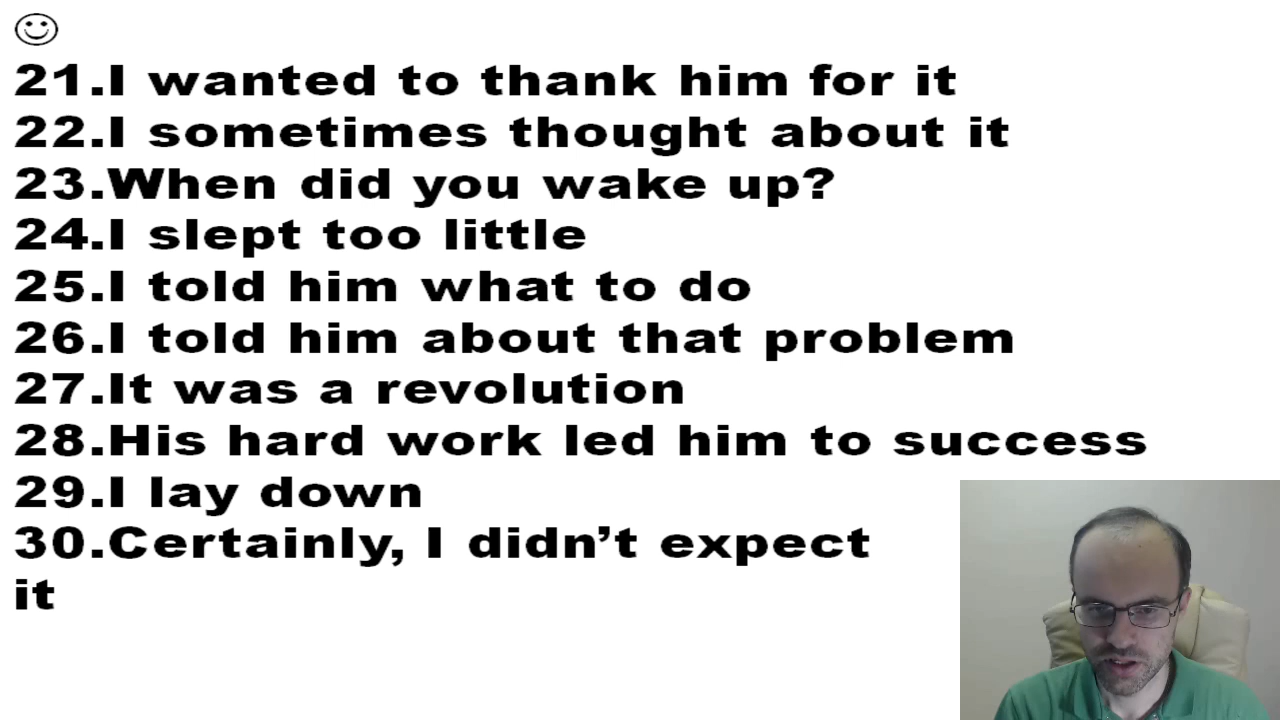 ☺
21.I wanted to thank him for it
22.I sometimes thought about it
23.When did you wake up?
24.I slept too little
25.I told him what to do
26.I told him about that problem
27.It was a revolution
28.His hard work led him to success
29.I lay down
30.Certainly, I didn’t expect
it